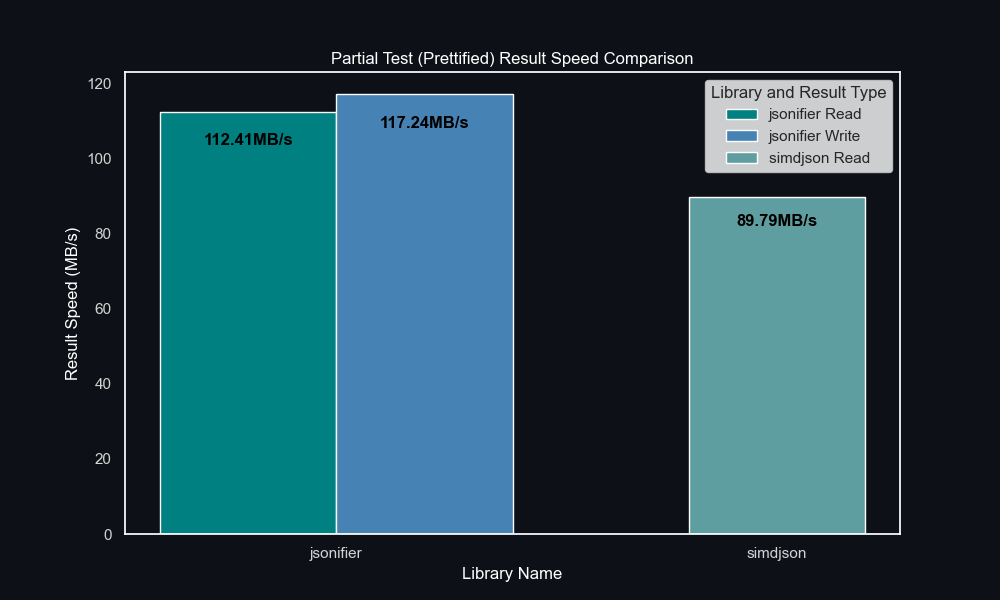 Partial Test (Prettified) Result Speed Comparison
120
100
80
60
40
20
0
Result Speed (MB/s)
112.41MB/s
117.24MB/s
89.79MB/s
Library and Result Type
jsonifier Read
jsonifier Write
simdjson Read
jsonifier
simdjson
Library Name